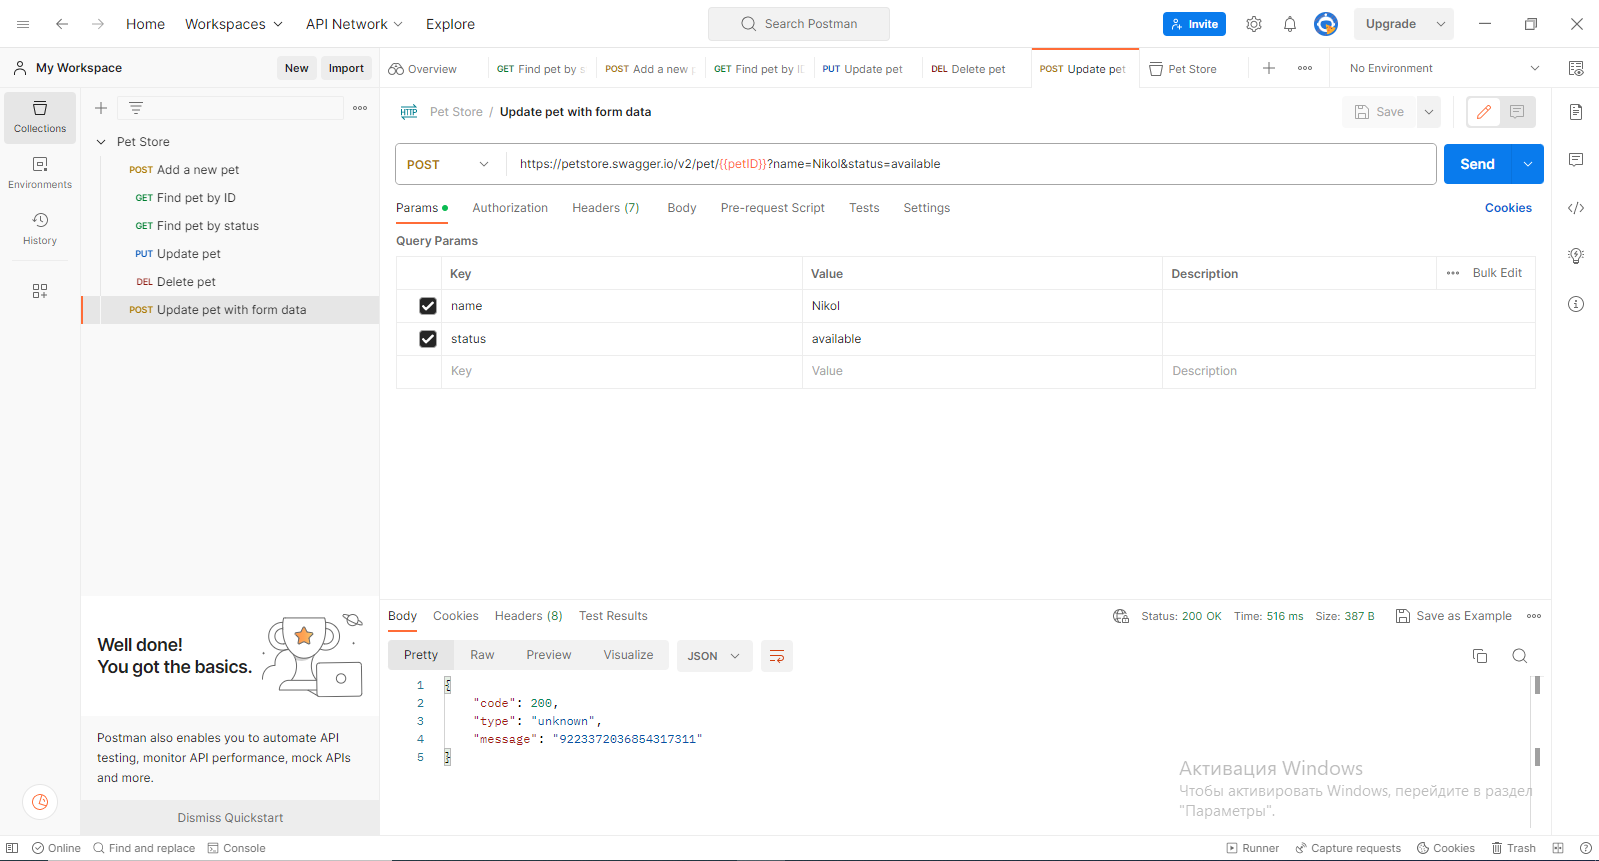 Home Workspaces API Network Explore Search Postman Invite Upgrade
My Workspace New Import Overview GET Find pet by s POST Add a new p GET Find pet by ID PUT Update pet DEL Delete pet POST Update pet Pet Store No Environment
Collections
Environments
History
Pet Store
POST Add a new pet
GET Find pet by ID
GET Find pet by status
PUT Update pet
DEL Delete pet
POST Update pet with form data
Well done!
You got the basics.
Postman also enables you to automate API
testing, monitor API performance, mock APIs
and more.
Dismiss Quickstart
HTTP Pet Store / Update pet with form data Save
POST https://petstore.swagger.io/v2/pet/{{petID}}?name=Nikol&status=available Send
Params Authorization Headers (7) Body Pre-request Script Tests Settings Cookies
Query Params
Key Value Description Bulk Edit
name Nikol
status available
Key Value Description
Body Cookies Headers (8) Test Results Status: 200 OK Time: 516 ms Size: 387 B Save as Example
Pretty Raw Preview Visualize JSON
1 {
2 "code": 200,
3 "type": "unknown",
4 "message": "9223372036854317311"
5 }
Активация Windows
Чтобы активировать Windows, перейдите в раздел
"Параметры".
Online Find and replace Console Runner Capture requests Cookies Trash